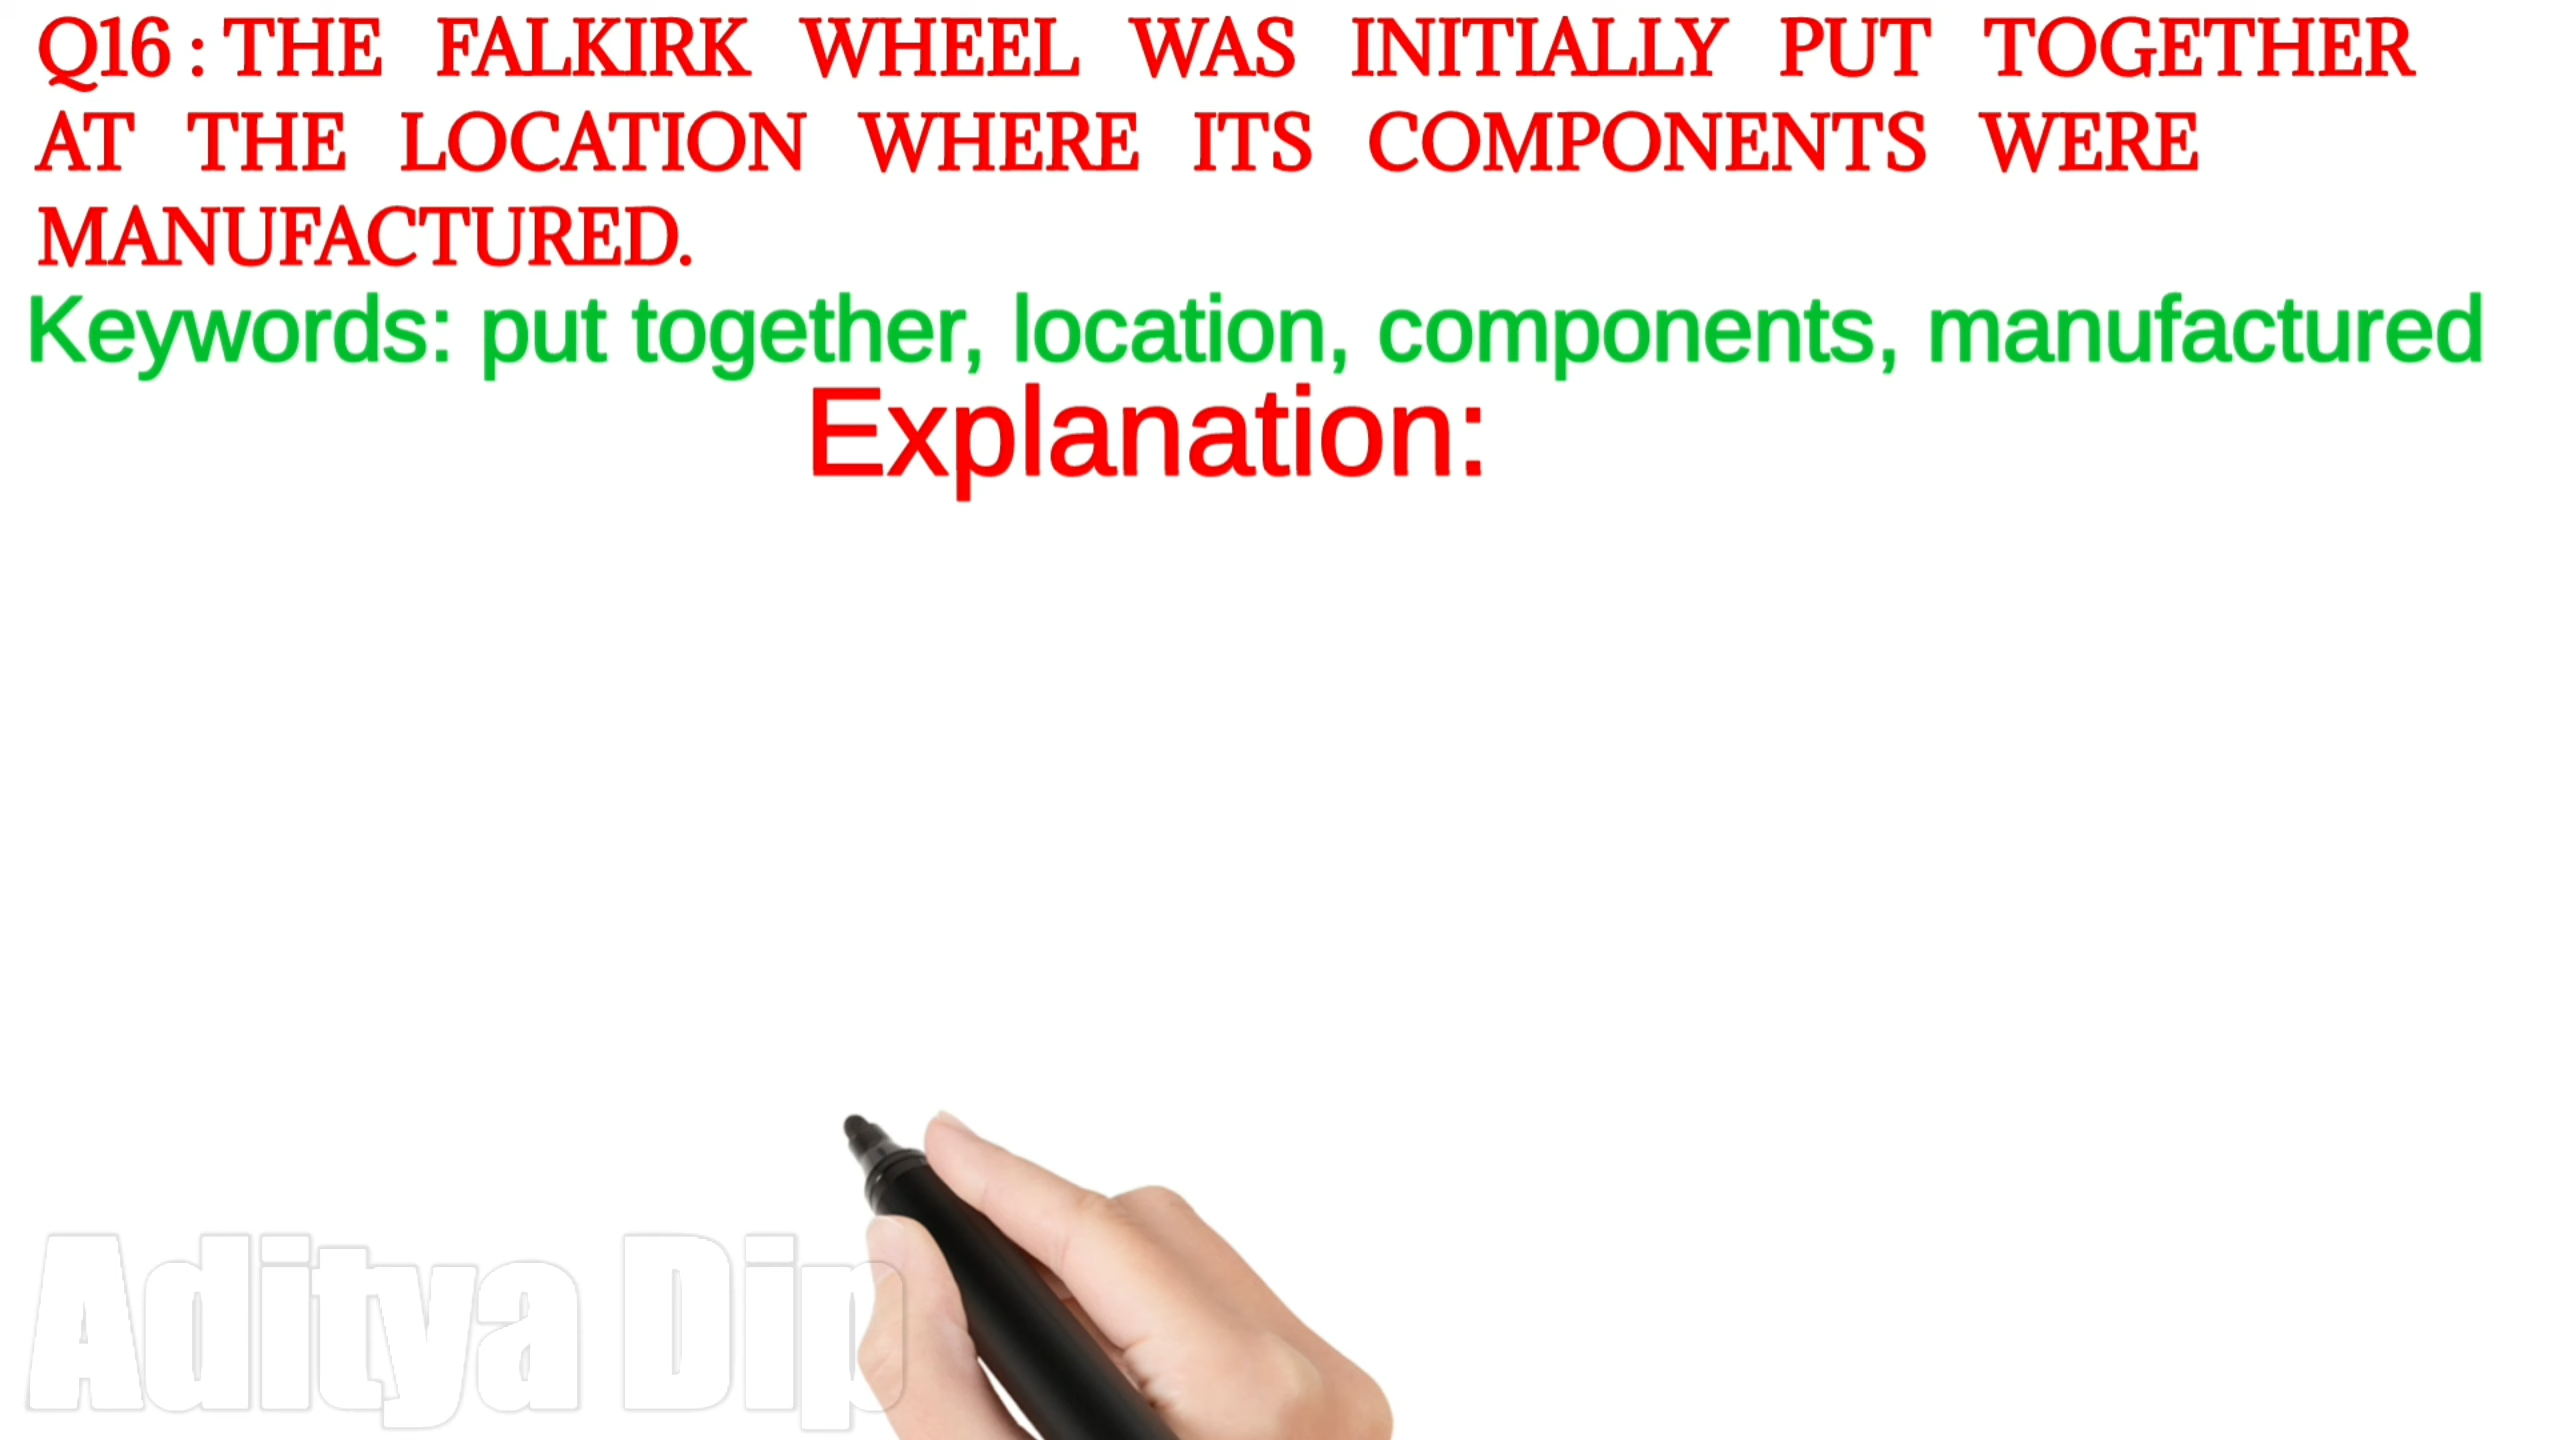 Q16 : THE FALKIRK WHEEL WAS INITIALLY PUT TOGETHER
AT THE LOCATION WHERE ITS COMPONENTS WERE
MANUFACTURED.
Keywords: put together, location, components, manufactured
Explanation:
Aditya Dip